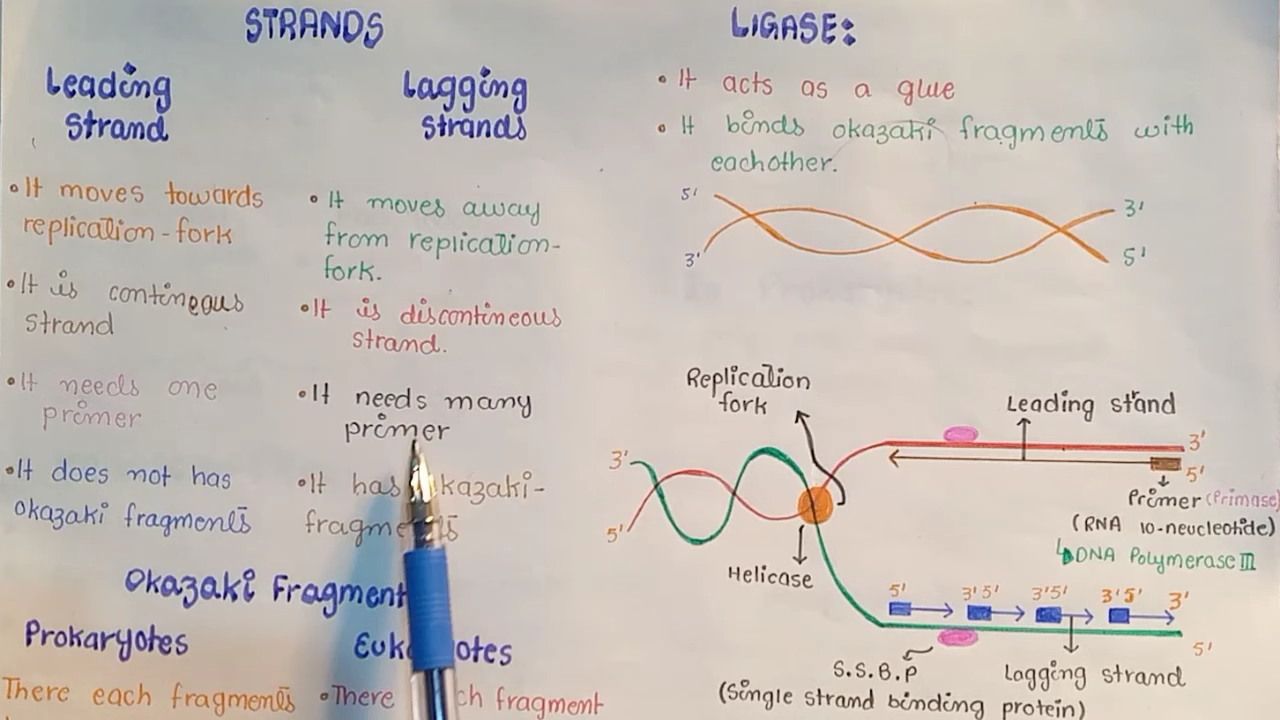 STRANDS
Leading
strand
• It moves towards
replication-fork
• It is contineous
strand
• It needs one
primer
• It does not has
okazaki fragments
Lagging
strands
• It moves away
from replication-
fork.
• It is discontineous
strand.
• It needs many
primer
• It has
fragments
Okazaki Fragment
Prokaryotes
There each fragments
• There fragment
LIGASE:
• It acts as a glue
• It binds okazaki fragments with
eachother.
5' 3'
3' 5'
Replication
fork
Leading stand
3' 3'
5'
5'
Primer (Primase)
(RNA 10-neucleotide)
DNA Polymerase III
Helicase
5' 3' 5' 3' 5' 3' 5' 3'
5'
S.S.B.P
Lagging strand
(Single strand binding protein)